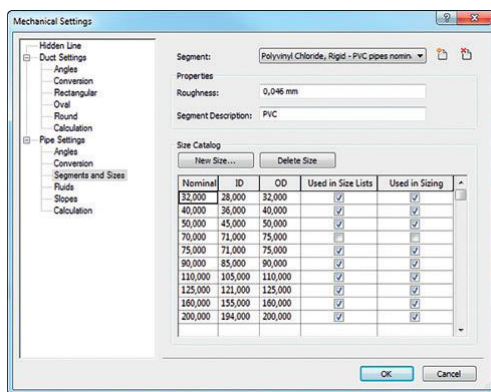 Mechanical Settings
Hidden Line
Duct Settings
Angles
Conversion
Rectangular
Oval
Round
Calculation
Pipe Settings
Angles
Conversion
Segments and Sizes
Fluids
Slopes
Calculation
Segment: Polyvinyl Chloride, Rigid - PVC pipes nomin.
Properties
Roughness: 0,046 mm
Segment Description: PVC
Size Catalog
New Size... Delete Size
Nominal ID OD Used in Size Lists Used in Sizing
32,000 28,000 32,000
40,000 36,000 40,000
50,000 45,000 50,000
70,000 71,000 75,000
75,000 71,000 75,000
90,000 85,000 90,000
110,000 105,000 110,000
125,000 121,000 125,000
160,000 155,000 160,000
200,000 194,000 200,000
OK Cancel